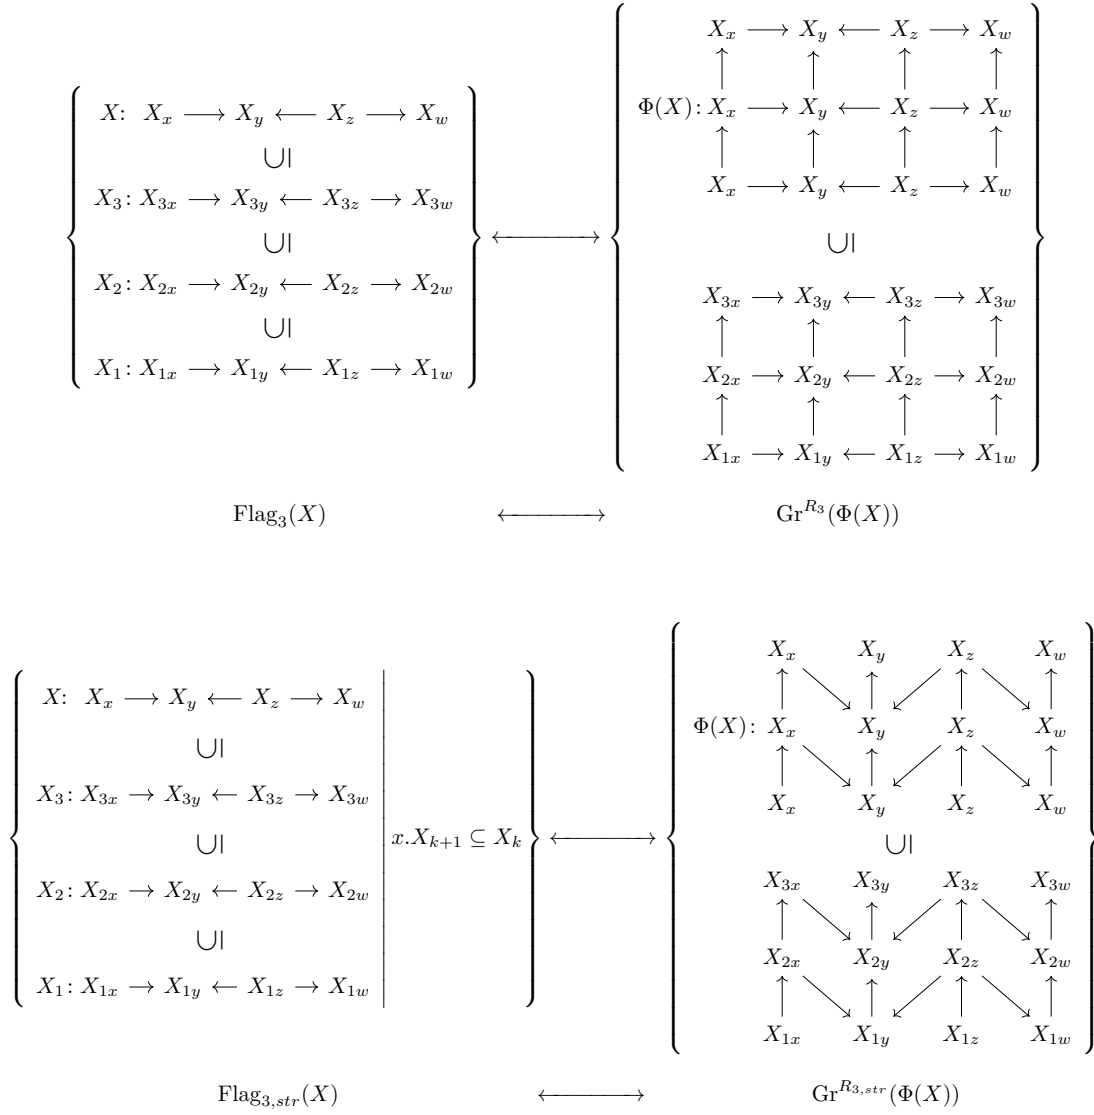 X: X_x ⟶ X_y ⟵ X_z ⟶ X_w
∪|
X_3: X_{3x} ⟶ X_{3y} ⟵ X_{3z} ⟶ X_{3w}
∪|
X_2: X_{2x} ⟶ X_{2y} ⟵ X_{2z} ⟶ X_{2w}
∪|
X_1: X_{1x} ⟶ X_{1y} ⟵ X_{1z} ⟶ X_{1w}
⟷
X_x ⟶ X_y ⟵ X_z ⟶ X_w
Φ(X): X_x ⟶ X_y ⟵ X_z ⟶ X_w
X_x ⟶ X_y ⟵ X_z ⟶ X_w
∪|
X_{3x} ⟶ X_{3y} ⟵ X_{3z} ⟶ X_{3w}
X_{2x} ⟶ X_{2y} ⟵ X_{2z} ⟶ X_{2w}
X_{1x} ⟶ X_{1y} ⟵ X_{1z} ⟶ X_{1w}
Flag_3(X) ⟷ Gr^{R_3}(Φ(X))
X: X_x ⟶ X_y ⟵ X_z ⟶ X_w
∪|
X_3: X_{3x} ⟶ X_{3y} ⟵ X_{3z} ⟶ X_{3w}
∪|
X_2: X_{2x} ⟶ X_{2y} ⟵ X_{2z} ⟶ X_{2w}
∪|
X_1: X_{1x} ⟶ X_{1y} ⟵ X_{1z} ⟶ X_{1w}
x.X_{k+1} ⊆ X_k
⟷
X_x X_y X_z X_w
Φ(X): X_x X_y X_z X_w
X_x X_y X_z X_w
∪|
X_{3x} X_{3y} X_{3z} X_{3w}
X_{2x} X_{2y} X_{2z} X_{2w}
X_{1x} X_{1y} X_{1z} X_{1w}
Flag_{3,str}(X) ⟷ Gr^{R_{3,str}}(Φ(X))